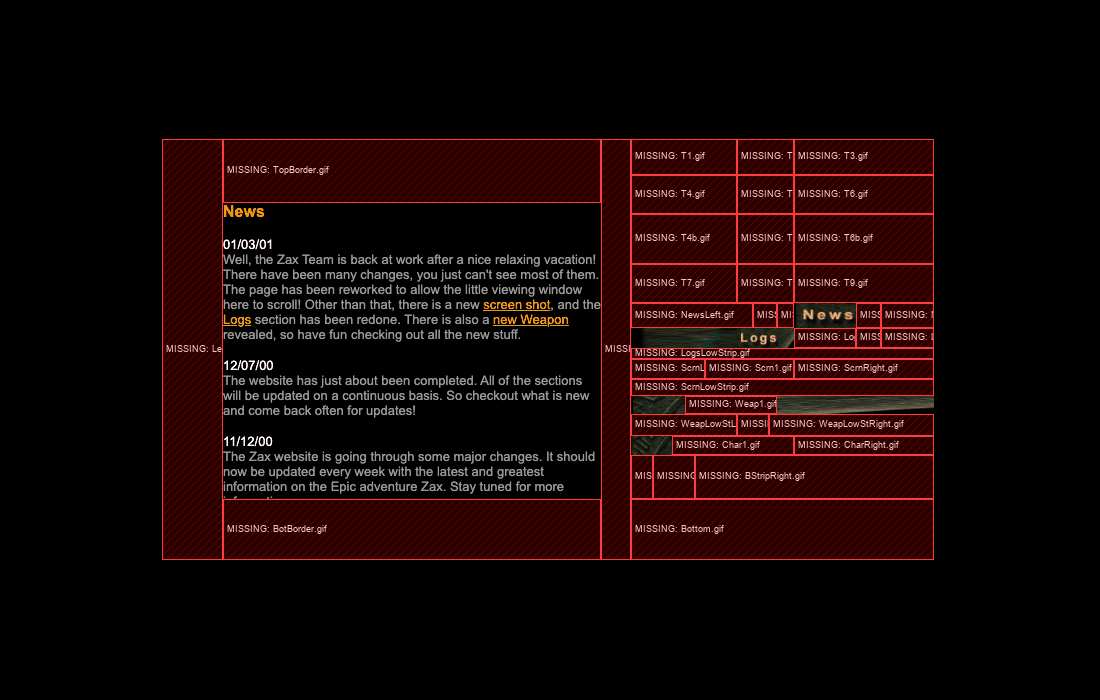 MISSING: TopBorder.gif
MISSING: T1.gif
MISSING: T3.gif
MISSING: T4.gif
MISSING: T6.gif
News
MISSING: T4b.gif
MISSING: T6b.gif
01/03/01
Well, the Zax Team is back at work after a nice relaxing vacation!
There have been many changes, you just can't see most of them.
The page has been reworked to allow the little viewing window
here to scroll! Other than that, there is a new screen shot, and the
Logs section has been redone. There is also a new Weapon
revealed, so have fun checking out all the new stuff.
MISSING: T7.gif
MISSING: T9.gif
MISSING: NewsLeft.gif
News
Logs
MISSING: LogsLowStrip.gif
MISSING: Scrn1.gif
MISSING: ScrnRight.gif
MISSING: ScrnLowStrip.gif
MISSING: Weap1.gif
MISSING: WeapLowStL
MISSING: WeapLowStRight.gif
MISSING: Char1.gif
MISSING: CharRight.gif
MISSING: BStripRight.gif
MISSING: Le
12/07/00
The website has just about been completed. All of the sections
will be updated on a continuous basis. So checkout what is new
and come back often for updates!
11/12/00
The Zax website is going through some major changes. It should
now be updated every week with the latest and greatest
information on the Epic adventure Zax. Stay tuned for more
MISSING: BotBorder.gif
MISSING: Bottom.gif